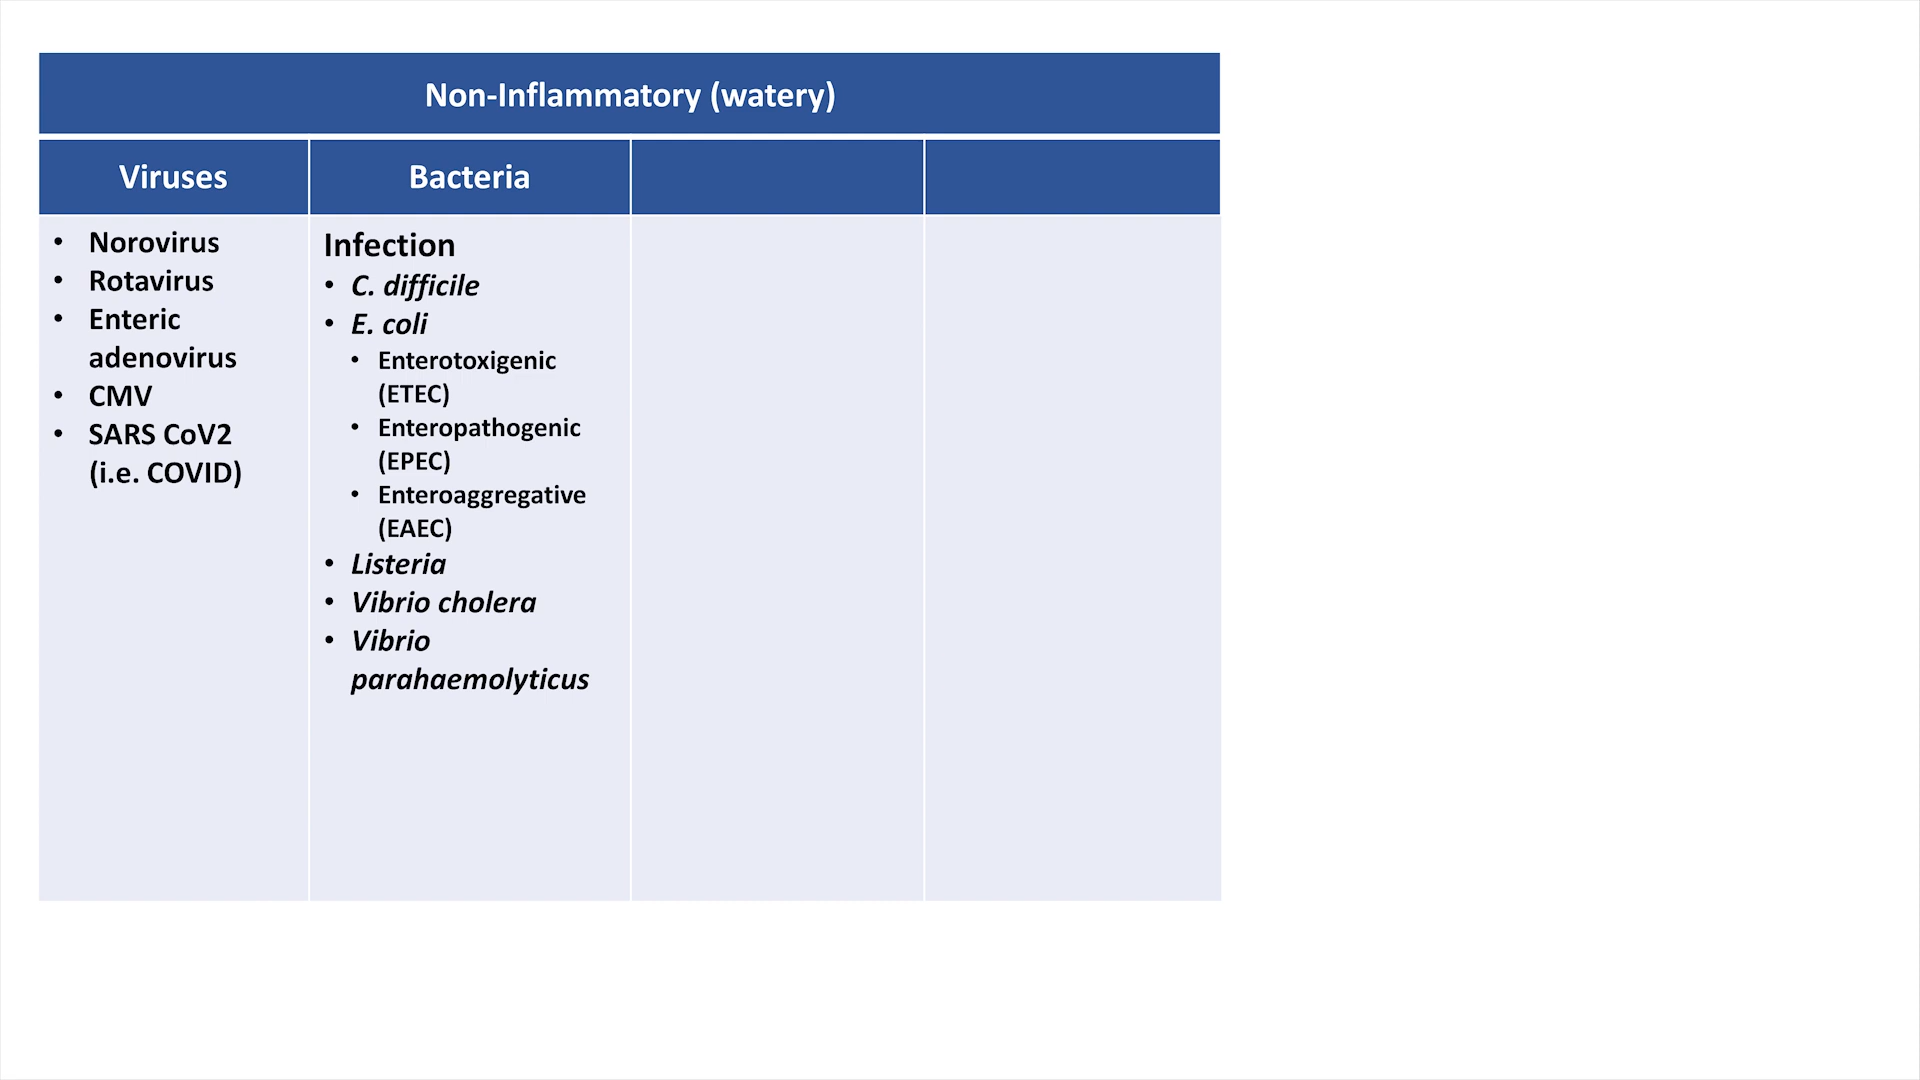 Non-Inflammatory (watery)
Viruses
Bacteria
• Norovirus
• Rotavirus
• Enteric
adenovirus
• CMV
• SARS CoV2
(i.e. COVID)
Infection
• C. difficile
• E. coli
• Enterotoxigenic
(ETEC)
• Enteropathogenic
(EPEC)
• Enteroaggregative
(EAEC)
• Listeria
• Vibrio cholera
• Vibrio
parahaemolyticus